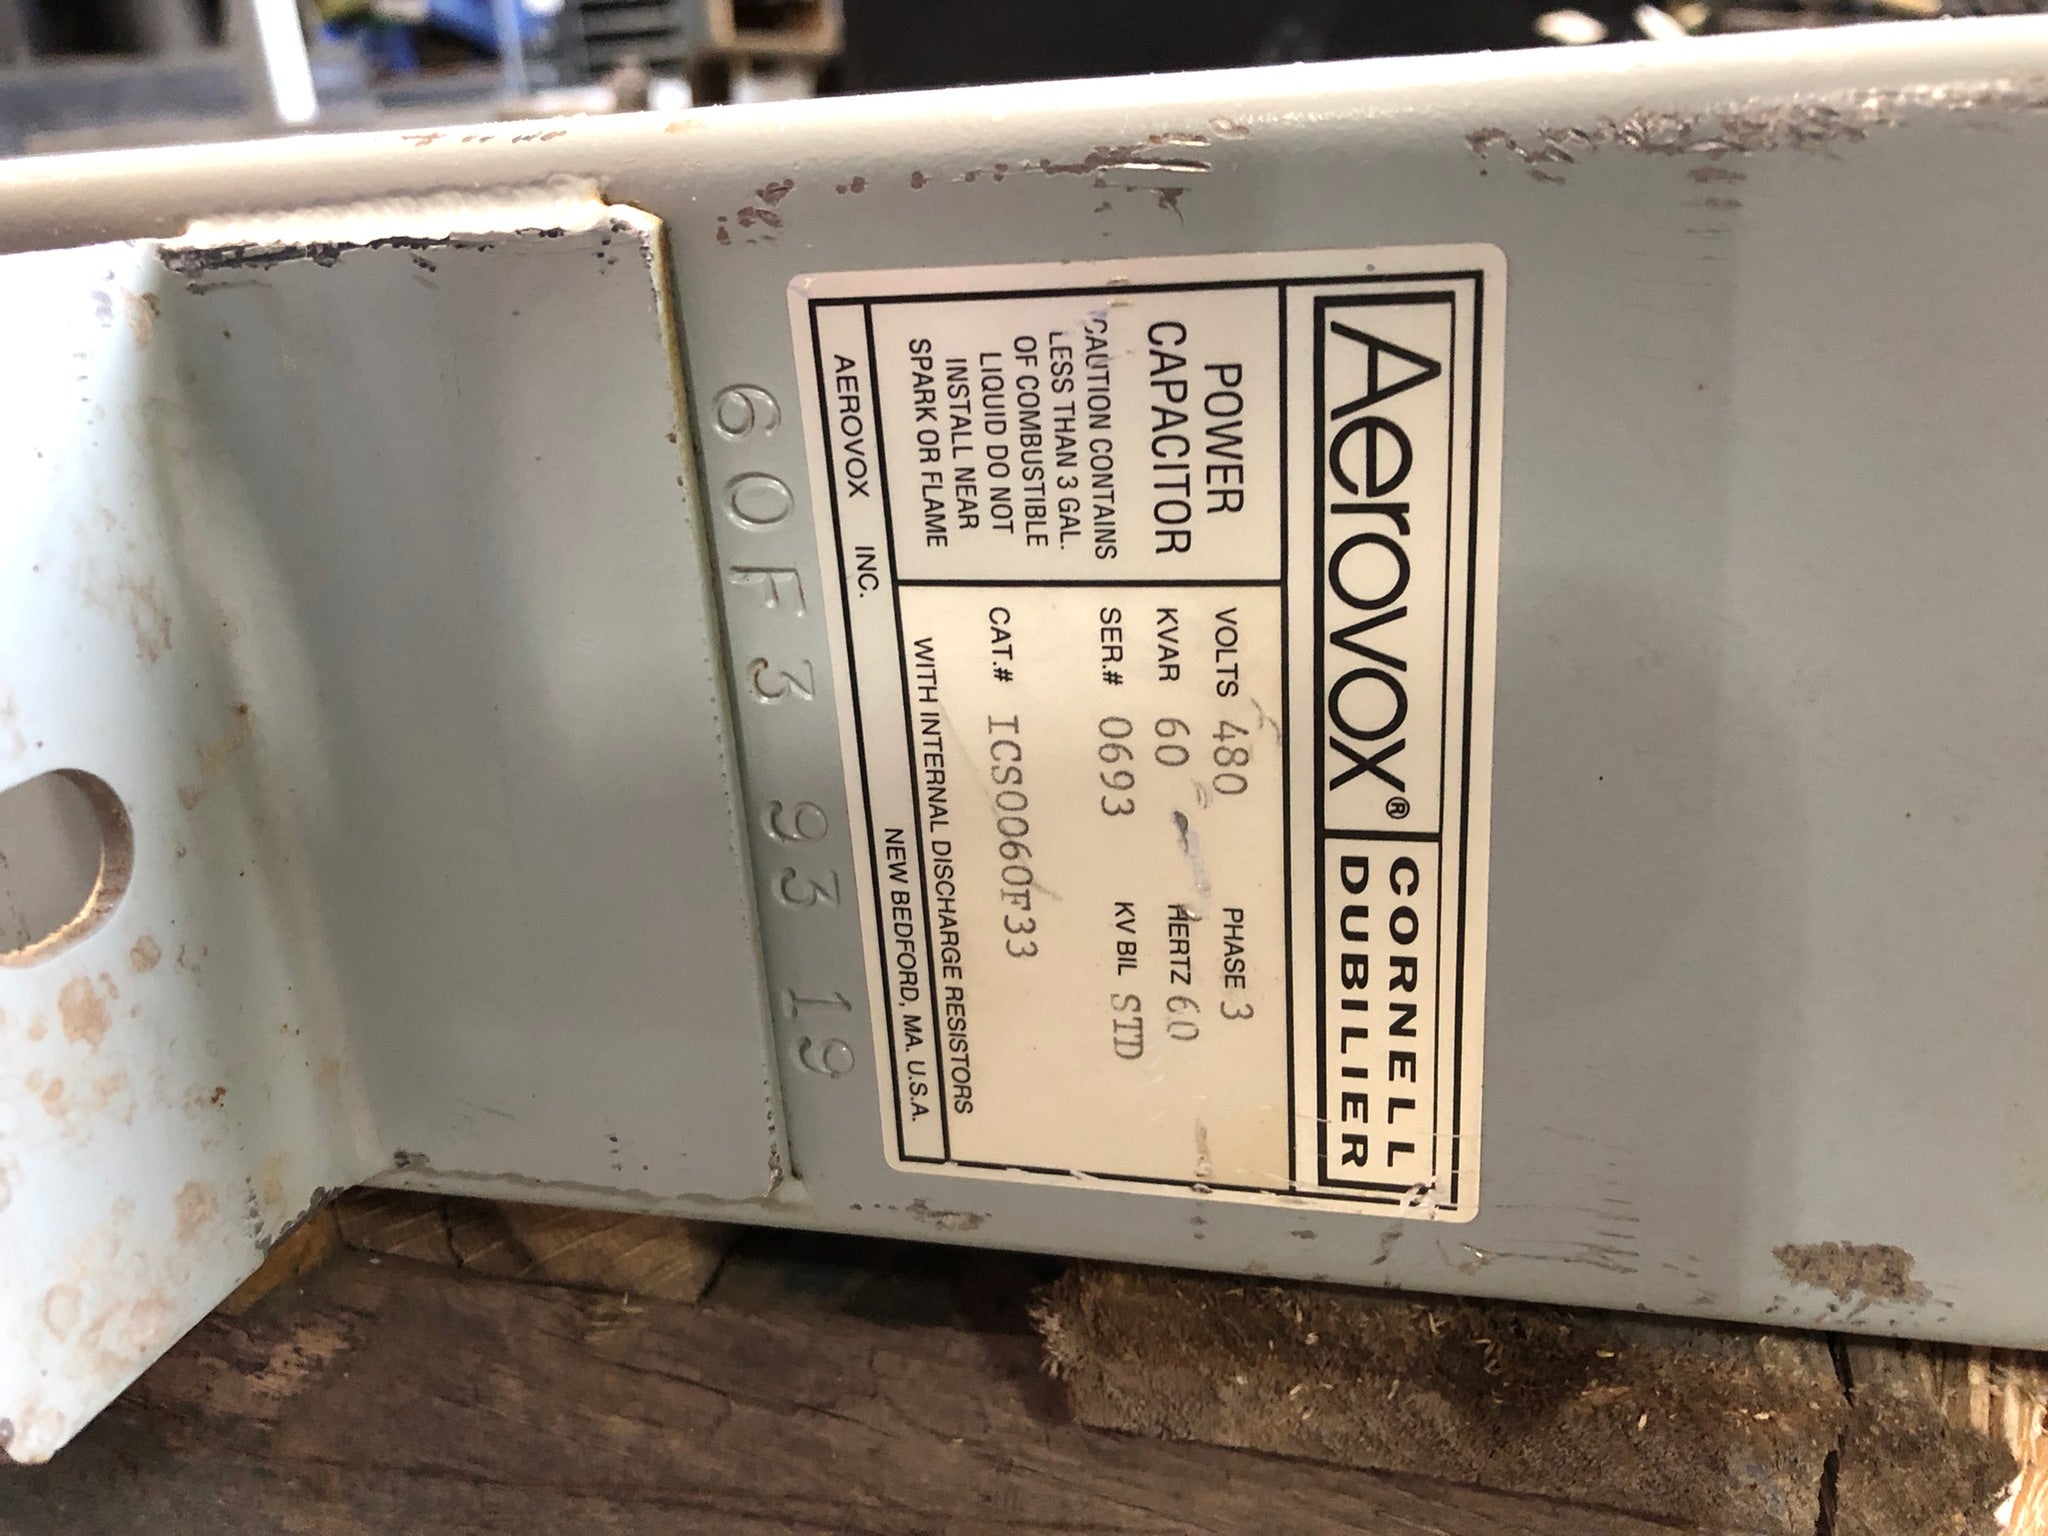 Aerovox®
CORNELL
DUBILIER
POWER
CAPACITOR
CAUTION CONTAINS
LESS THAN 3 GAL.
OF COMBUSTIBLE
LIQUID DO NOT
INSTALL NEAR
SPARK OR FLAME
VOLTS 480 PHASE 3
KVAR 60 HERTZ 60
SER.# 0693 KV BIL STD
CAT.# ICS0060F33
WITH INTERNAL DISCHARGE RESISTORS
AEROVOX INC. NEW BEDFORD, MA. U.S.A.
60F3 93 19